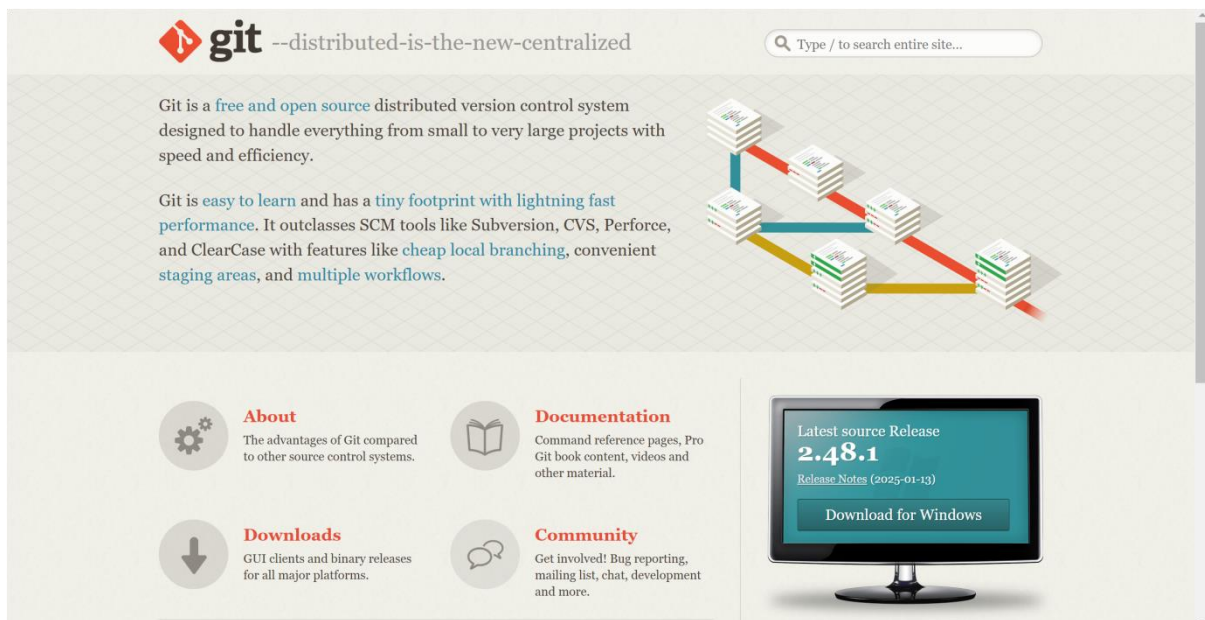 git --distributed-is-the-new-centralized
Type / to search entire site...
Git is a free and open source distributed version control system
designed to handle everything from small to very large projects with
speed and efficiency.
Git is easy to learn and has a tiny footprint with lightning fast
performance. It outclasses SCM tools like Subversion, CVS, Perforce,
and ClearCase with features like cheap local branching, convenient
staging areas, and multiple workflows.
About
The advantages of Git compared
to other source control systems.
Documentation
Command reference pages, Pro
Git book content, videos and
other material.
Downloads
GUI clients and binary releases
for all major platforms.
Community
Get involved! Bug reporting,
mailing list, chat, development
and more.
Latest source Release
2.48.1
Release Notes (2025-01-13)
Download for Windows